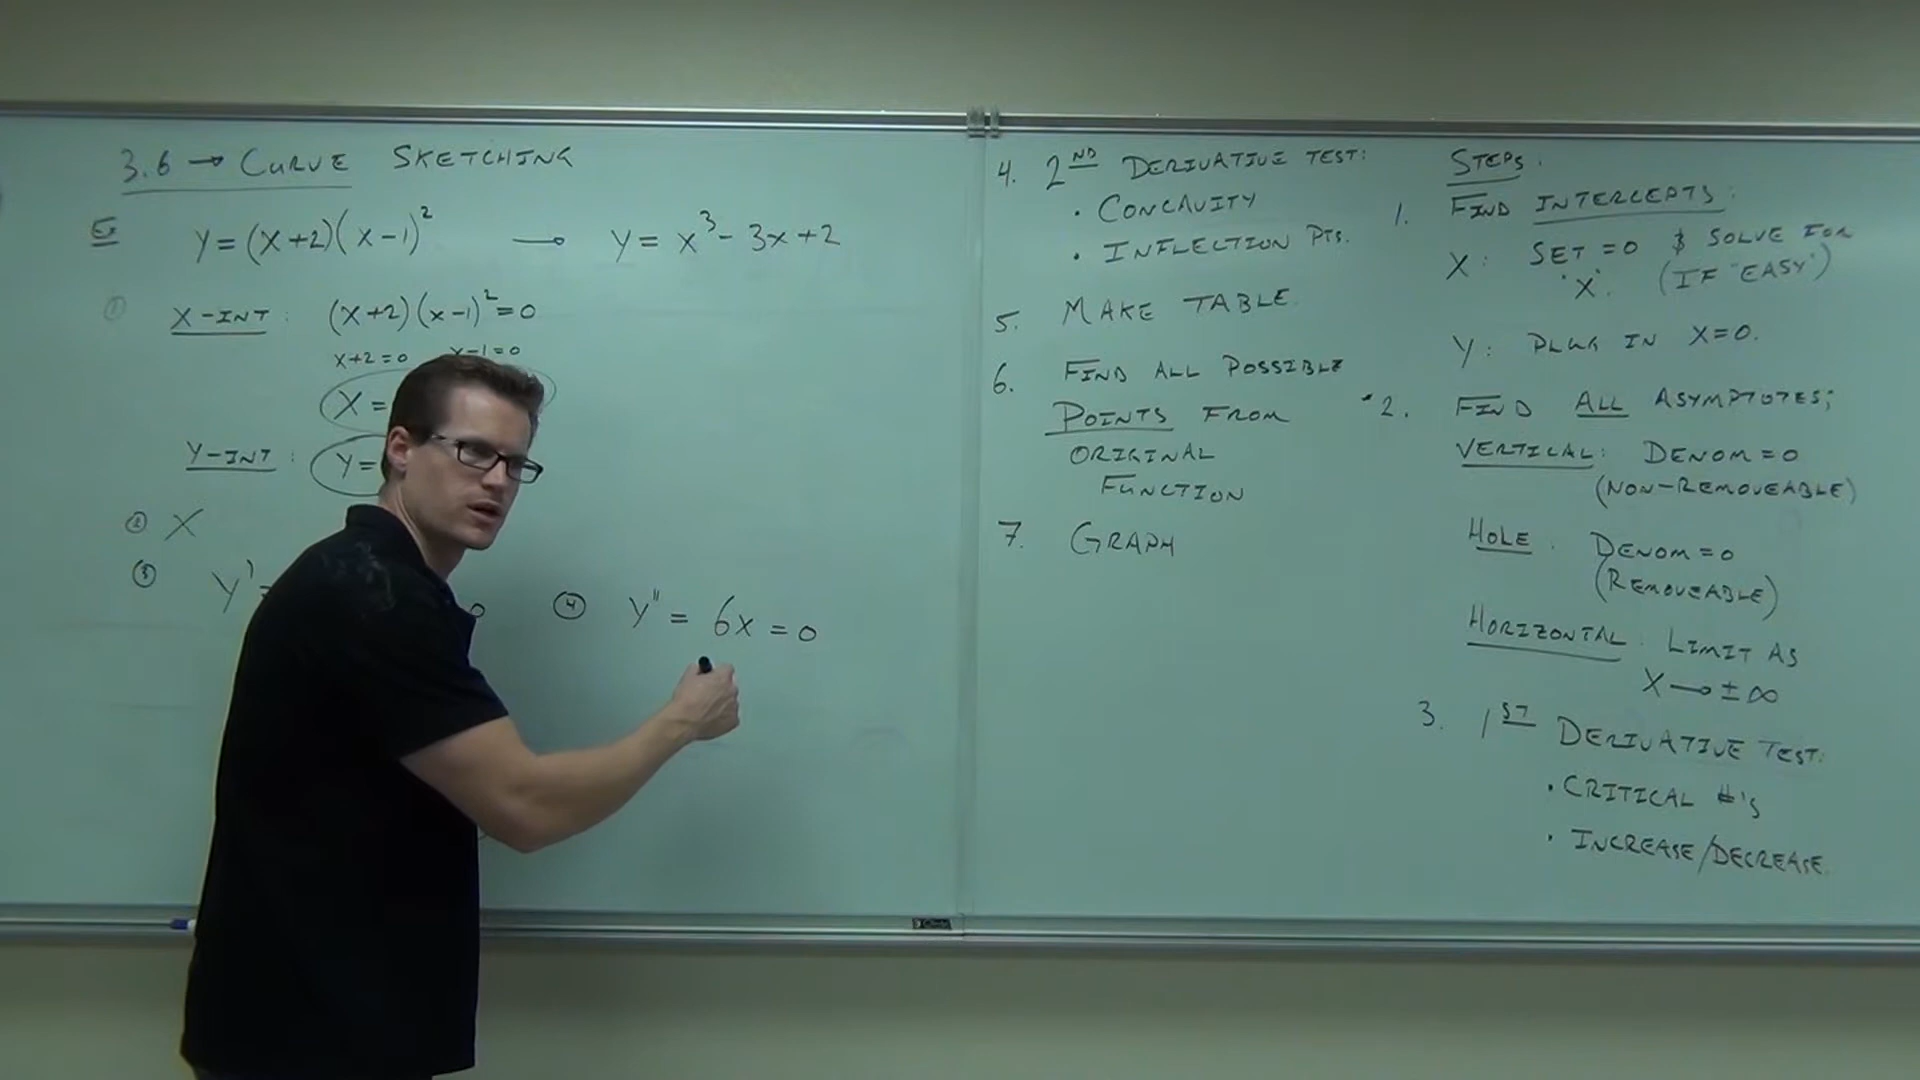 3.6 → CURVE SKETCHING
Ex y = (x+2)(x-1)² → y = x³ - 3x + 2
①
X-INT: (x+2)(x-1)² = 0
x+2=0 x-1=0
X =
Y-INT: Y =
② X
③ y' = 0
④ y" = 6x = 0
4. 2ND DERIVATIVE TEST:
• CONCAVITY
• INFLECTION PTS.
5. MAKE TABLE.
6. FIND ALL POSSIBLE
POINTS FROM
ORIGINAL
FUNCTION
7. GRAPH
STEPS:
1. FIND INTERCEPTS:
X: SET = 0 & SOLVE FOR
"X". (IF "EASY")
Y: PLUG IN X=0.
2. FIND ALL ASYMPTOTES;
VERTICAL: DENOM = 0
(NON-REMOVEABLE)
HOLE: DENOM = 0
(REMOVEABLE)
HORIZONTAL: LIMIT AS
X → ±∞
3. 1ST DERIVATIVE TEST:
• CRITICAL #'S
• INCREASE/DECREASE.